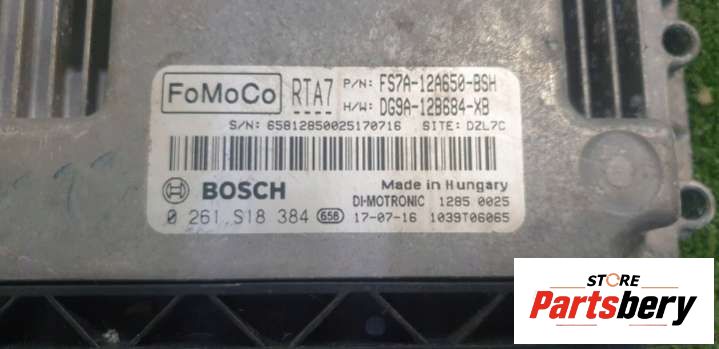 FoMoCo RTA7 P/N: FS7A-12A650-BSH
H/W: DG9A-12B684-XB
S/N: 65812850025170716 SITE: DZL7C
BOSCH Made in Hungary
DI-MOTRONIC 1285 0025
0 261 S18 384 658 17-07-16 1039T06065
STORE
Partsbery